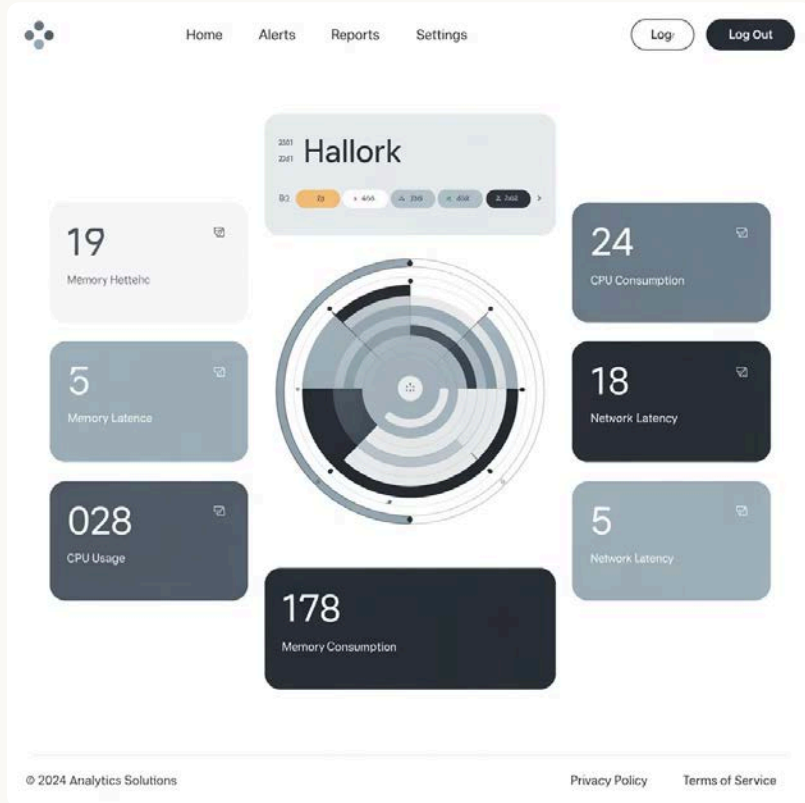 Home Alerts Reports Settings Log Log Out
Hallork
19
Memory Hetteihc
24
CPU Consumption
5
Memory Latence
18
Network Latency
028
CPU Usage
5
Network Latency
178
Memory Consumption
© 2024 Analytics Solutions Privacy Policy Terms of Service